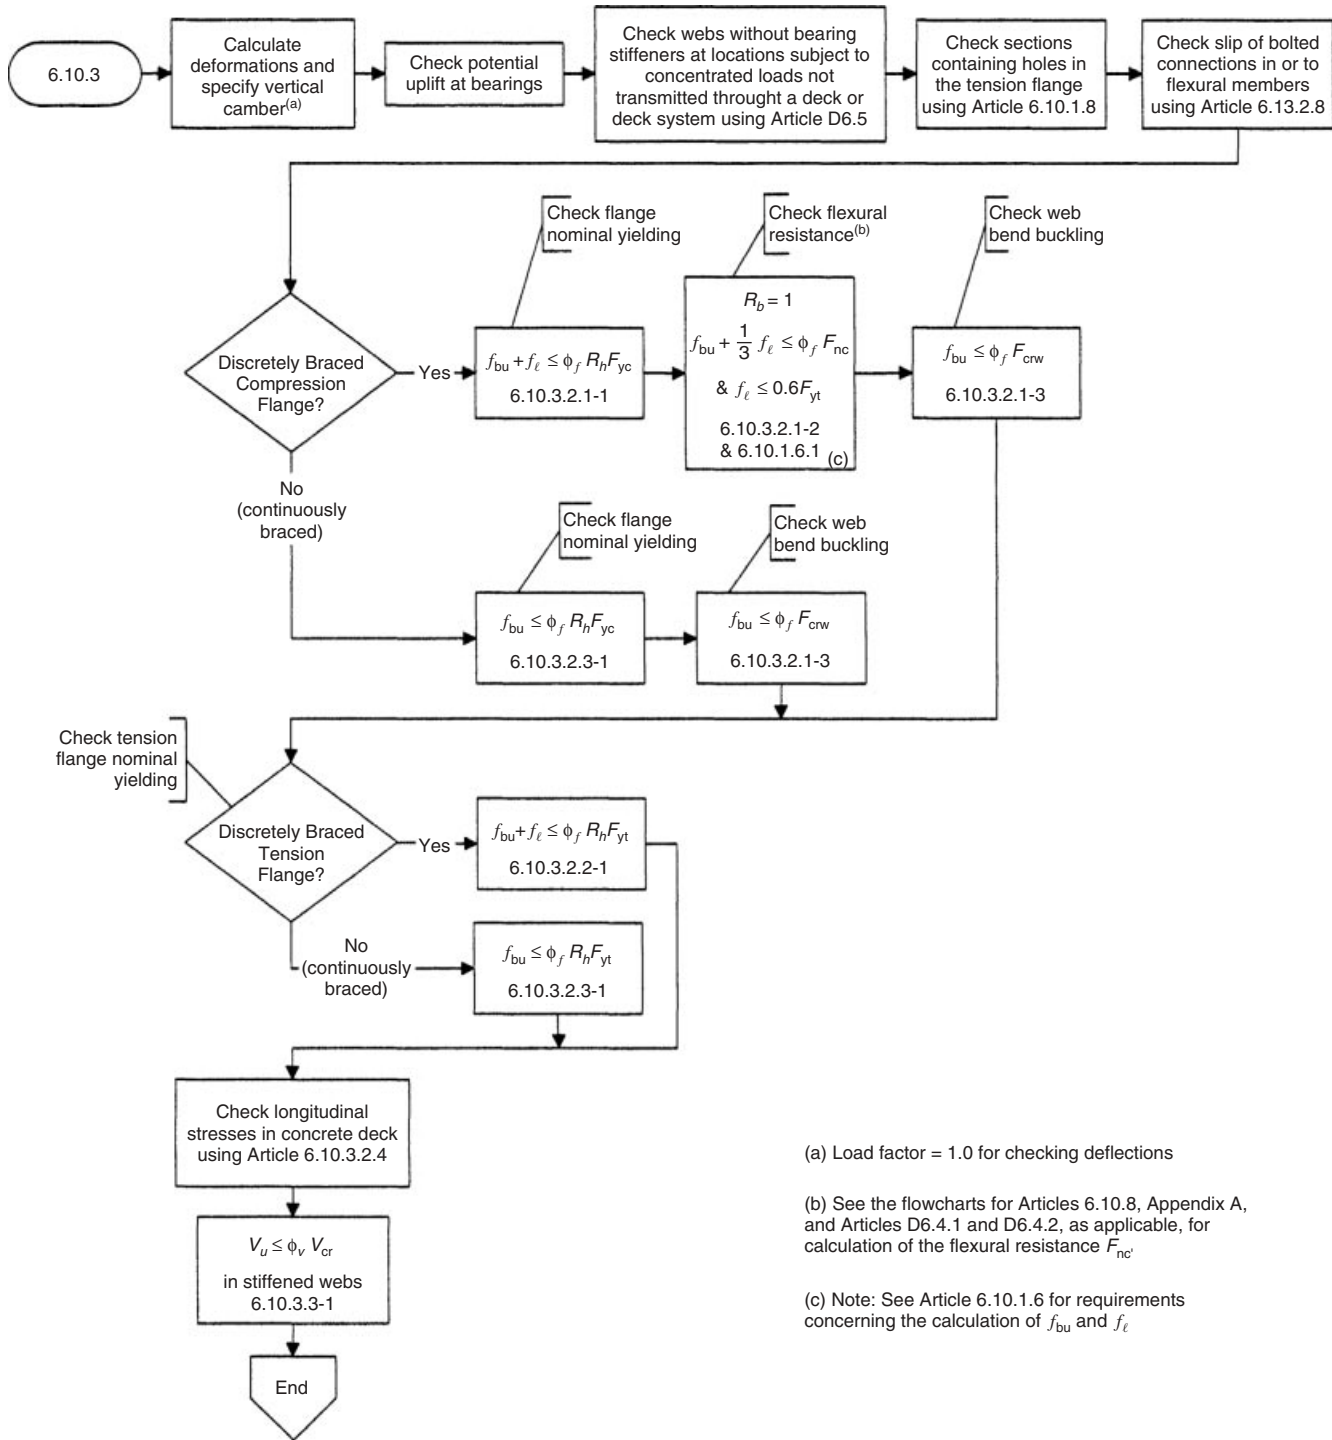 6.10.3
Calculate
deformations and
specify vertical
camber(a)
Check potential
uplift at bearings
Check webs without bearing
stiffeners at locations subject to
concentrated loads not
transmitted throught a deck or
deck system using Article D6.5
Check sections
containing holes in
the tension flange
using Article 6.10.1.8
Check slip of bolted
connections in or to
flexural members
using Article 6.13.2.8
Check flange
nominal yielding
Check flexural
resistance(b)
Check web
bend buckling
Discretely Braced
Compression
Flange?
Yes
fbu + fℓ ≤ ϕf RhFyc
6.10.3.2.1-1
Rb = 1
fbu + 1/3 fℓ ≤ ϕf Fnc
& fℓ ≤ 0.6Fyt
6.10.3.2.1-2
& 6.10.1.6.1
(c)
fbu ≤ ϕf Fcrw
6.10.3.2.1-3
No
(continuously
braced)
Check flange
nominal yielding
Check web
bend buckling
fbu ≤ ϕf RhFyc
6.10.3.2.3-1
fbu ≤ ϕf Fcrw
6.10.3.2.1-3
Check tension
flange nominal
yielding
Discretely Braced
Tension
Flange?
Yes
fbu+ fℓ ≤ ϕf RhFyt
6.10.3.2.2-1
No
(continuously
braced)
fbu ≤ ϕf RhFyt
6.10.3.2.3-1
Check longitudinal
stresses in concrete deck
using Article 6.10.3.2.4
Vu ≤ ϕv Vcr
in stiffened webs
6.10.3.3-1
End
(a) Load factor = 1.0 for checking deflections
(b) See the flowcharts for Articles 6.10.8, Appendix A,
and Articles D6.4.1 and D6.4.2, as applicable, for
calculation of the flexural resistance Fnc'
(c) Note: See Article 6.10.1.6 for requirements
concerning the calculation of fbu and fℓ